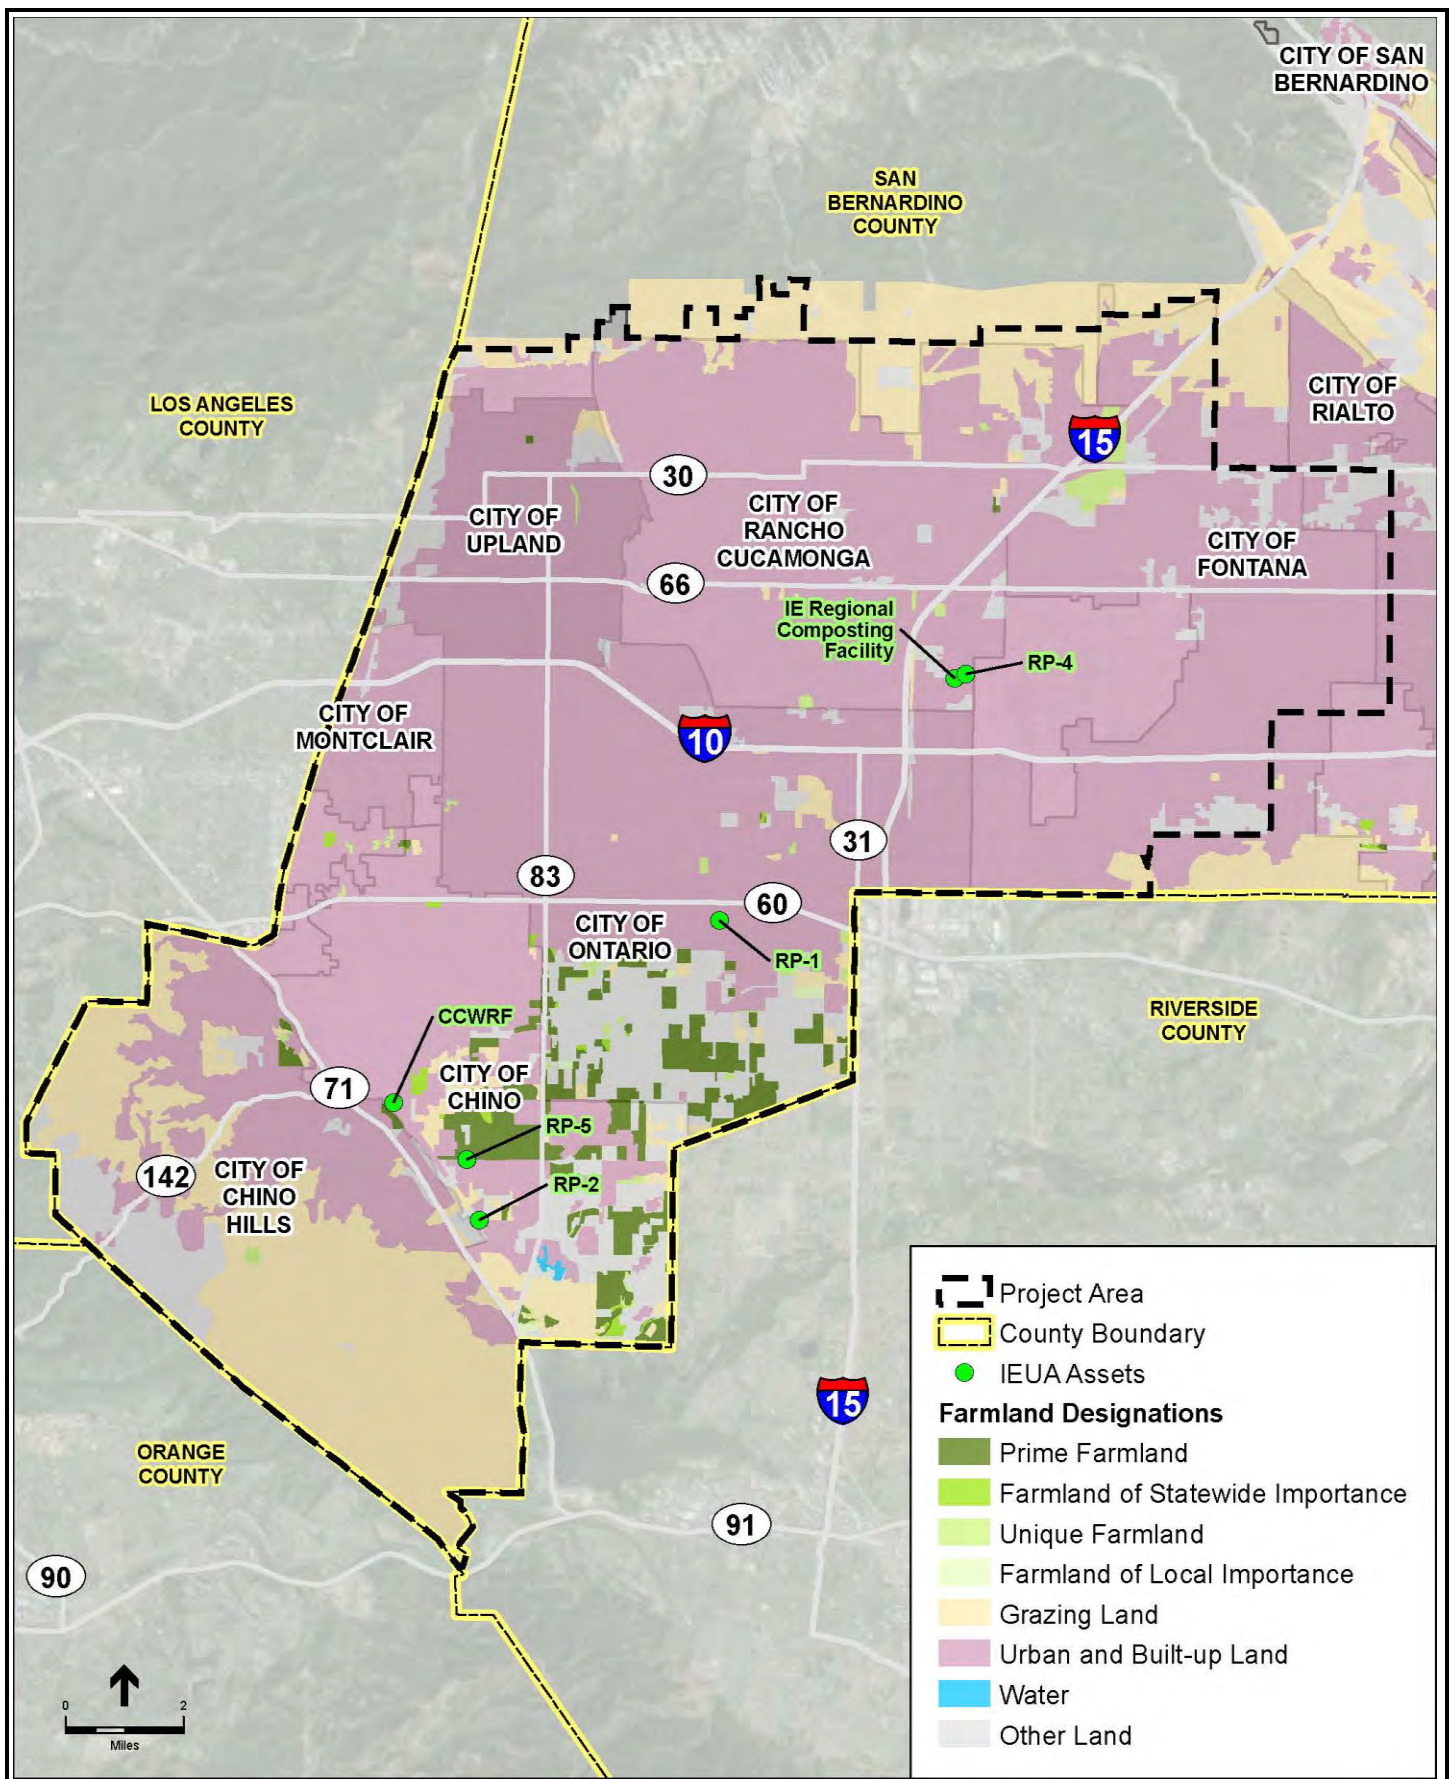 CITY OF SAN
BERNARDINO
SAN
BERNARDINO
COUNTY
LOS ANGELES
COUNTY
CITY OF
RIALTO
15
30
CITY OF
UPLAND
CITY OF
RANCHO
CUCAMONGA
CITY OF
FONTANA
66
IE Regional
Composting
Facility
RP-4
CITY OF
MONTCLAIR
10
31
83
60
CITY OF
ONTARIO
RP-1
CCWRF
RIVERSIDE
COUNTY
71
CITY OF
CHINO
RP-5
142
CITY OF
CHINO
HILLS
RP-2
15
ORANGE
COUNTY
91
90
0 2
Miles
Project Area
County Boundary
IEUA Assets
Farmland Designations
Prime Farmland
Farmland of Statewide Importance
Unique Farmland
Farmland of Local Importance
Grazing Land
Urban and Built-up Land
Water
Other Land